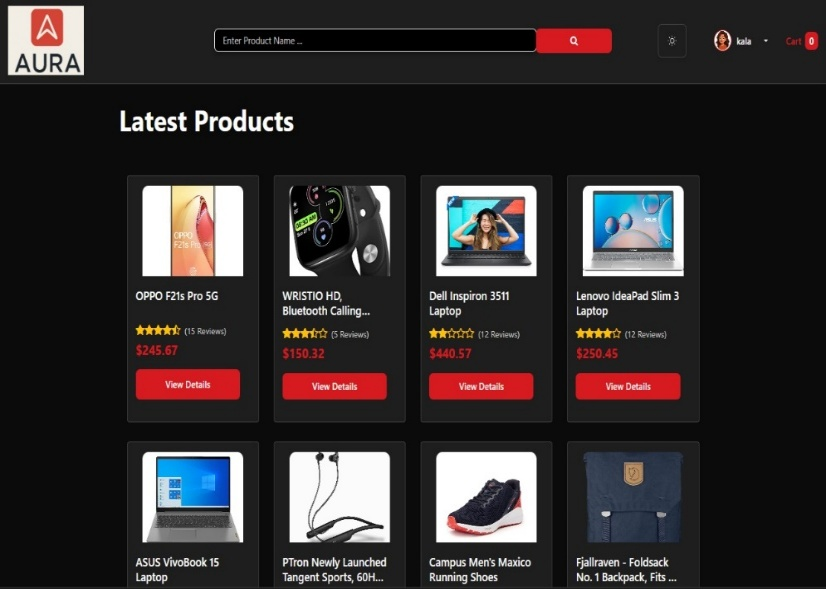 AURA
Enter Product Name ...
kala
Cart 0
Latest Products
OPPO
F21s Pro
OPPO F21s Pro 5G
(15 Reviews)
$245.67
View Details
WRISTIO HD,
Bluetooth Calling...
(5 Reviews)
$150.32
View Details
Dell Inspiron 3511
Laptop
(12 Reviews)
$440.57
View Details
Lenovo IdeaPad Slim 3
Laptop
(12 Reviews)
$250.45
View Details
ASUS VivoBook 15
Laptop
PTron Newly Launched
Tangent Sports, 60H...
Campus Men's Maxico
Running Shoes
Fjallraven - Foldsack
No. 1 Backpack, Fits ...